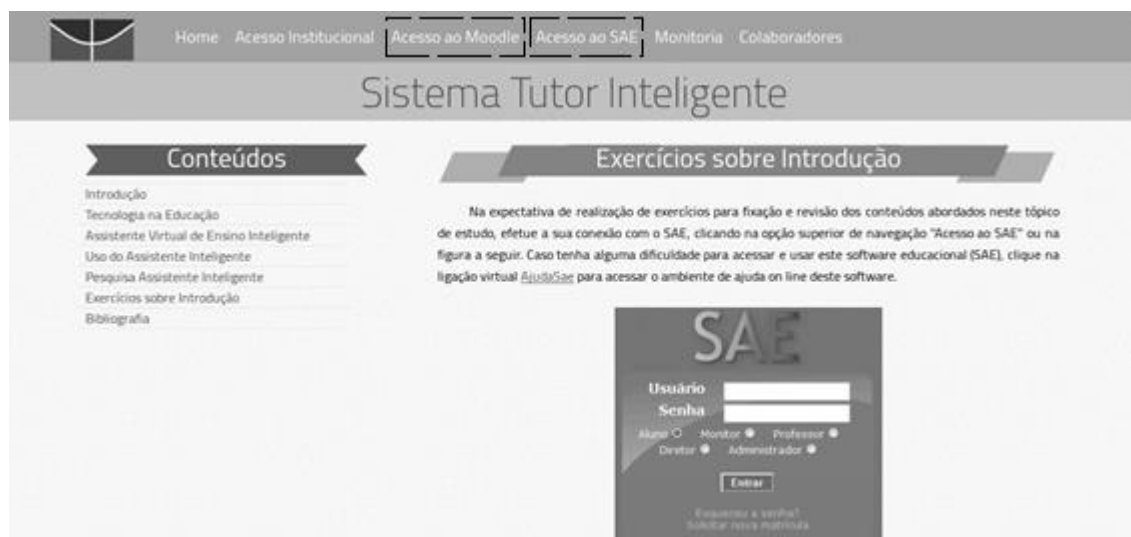 Home Acesso Institucional Acesso ao Moodle Acesso ao SAE Monitoria Colaboradores
Sistema Tutor Inteligente
Conteúdos
Introdução
Tecnologia na Educação
Assistente Virtual de Ensino Inteligente
Uso do Assistente Inteligente
Pesquisa Assistente Inteligente
Exercícios sobre Introdução
Bibliografia
Exercícios sobre Introdução
Na expectativa de realização de exercícios para fixação e revisão dos conteúdos abordados neste tópico
de estudo, efetue a sua conexão com o SAE, clicando na opção superior de navegação "Acesso ao SAE" ou na
figura a seguir. Caso tenha alguma dificuldade para acessar e usar este software educacional (SAE), clique na
ligação virtual AjudaSae para acessar o ambiente de ajuda on line deste software.
SAE
Usuário
Senha
Aluno Monitor Professor
Diretor Administrador
Entrar
Esqueceu a senha?
Solicitar nova matrícula